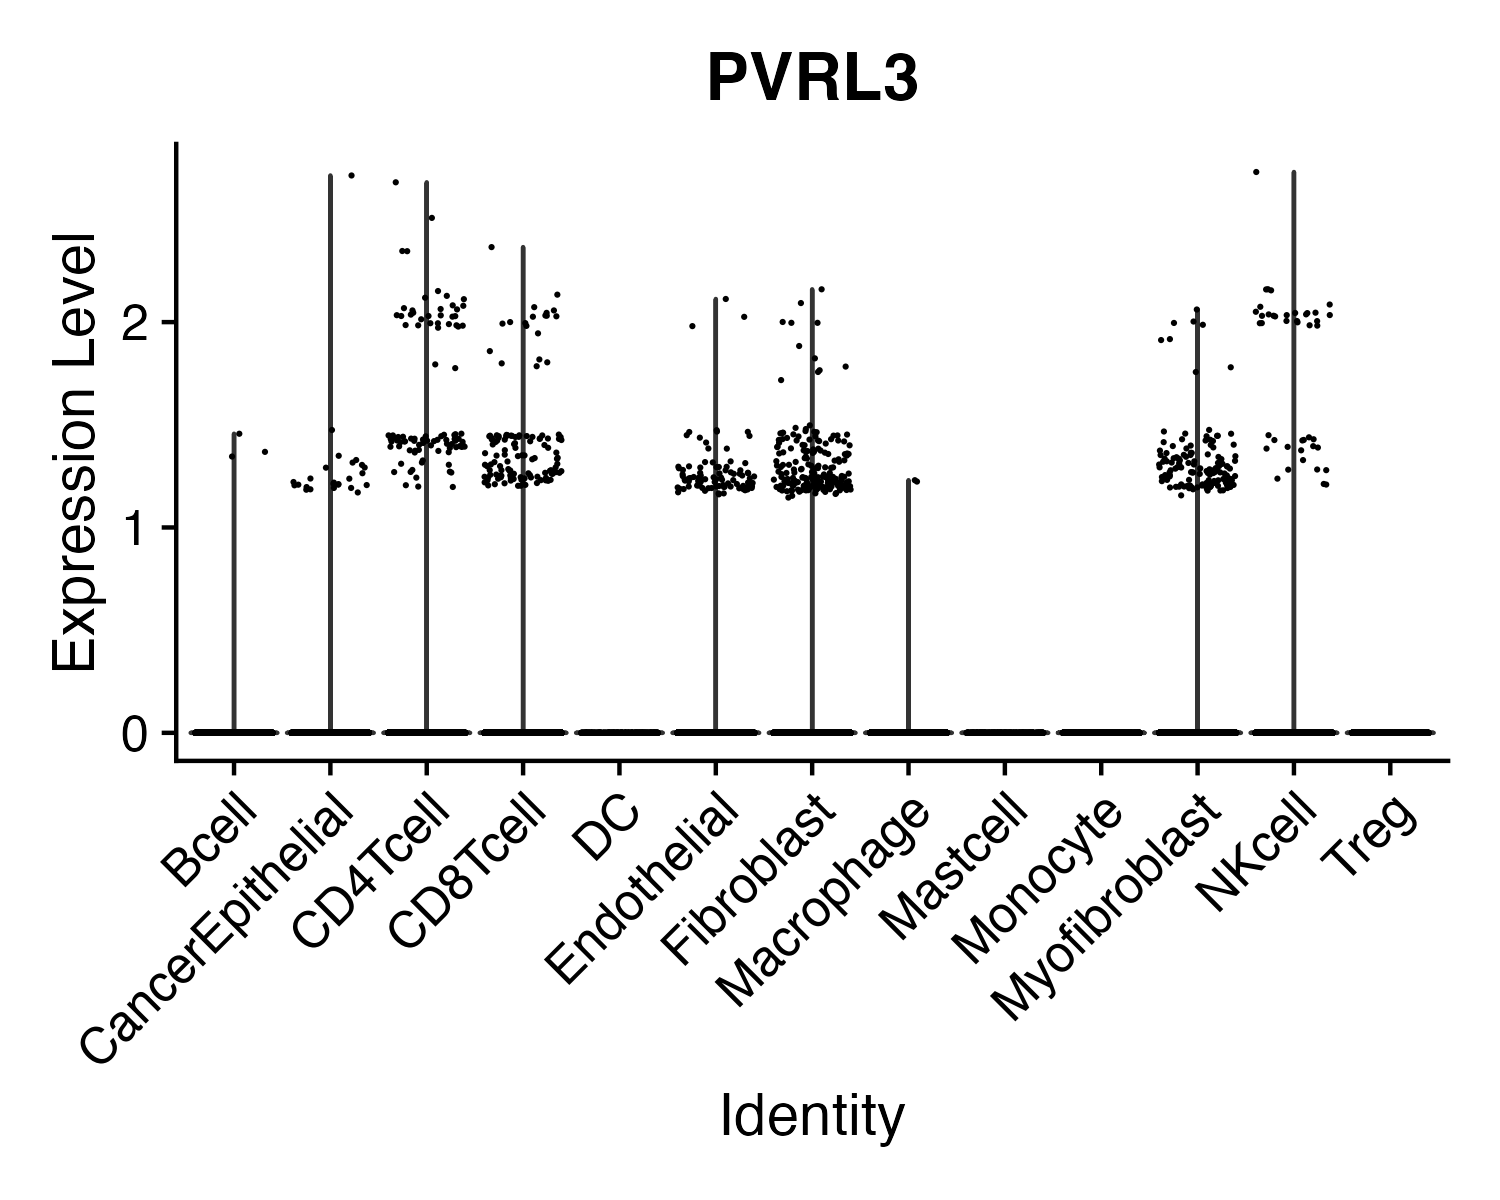 PVRL3
Expression Level
2
1
0
Bcell
CancerEpithelial
CD4Tcell
CD8Tcell
DC
Endothelial
Fibroblast
Macrophage
Mastcell
Monocyte
Myofibroblast
NKcell
Treg
Identity